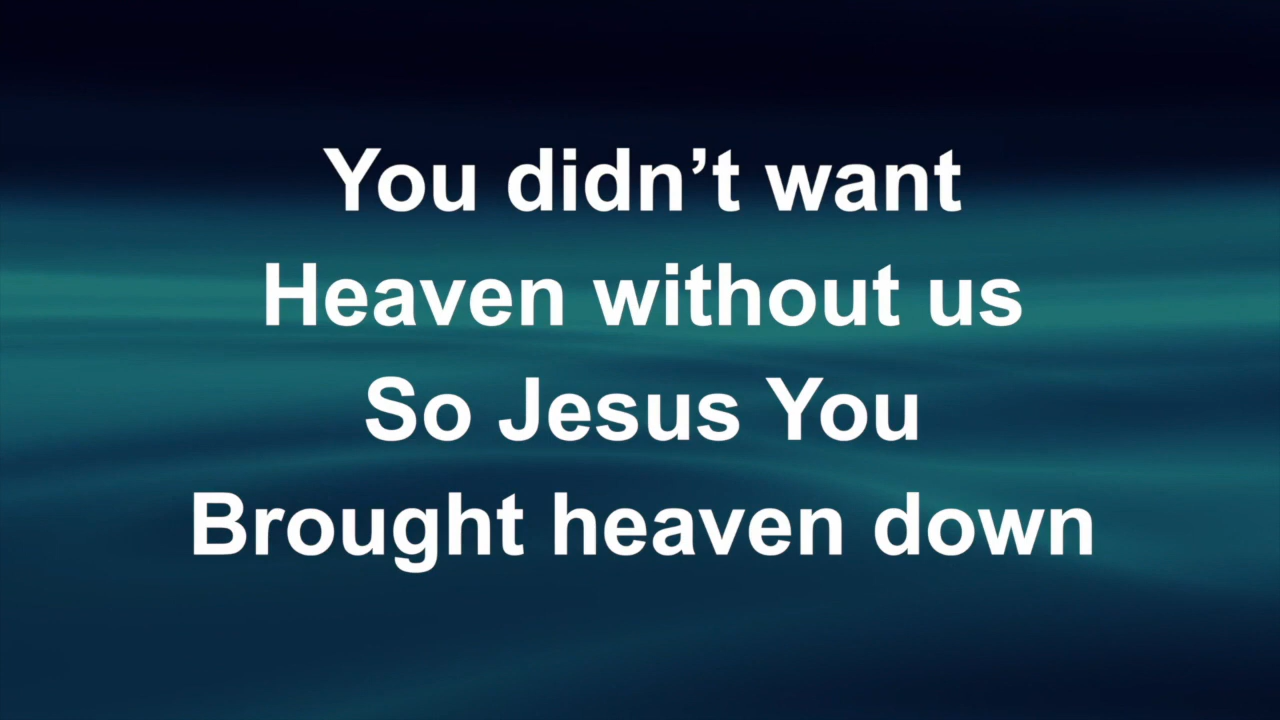 You didn’t want
Heaven without us
So Jesus You
Brought heaven down